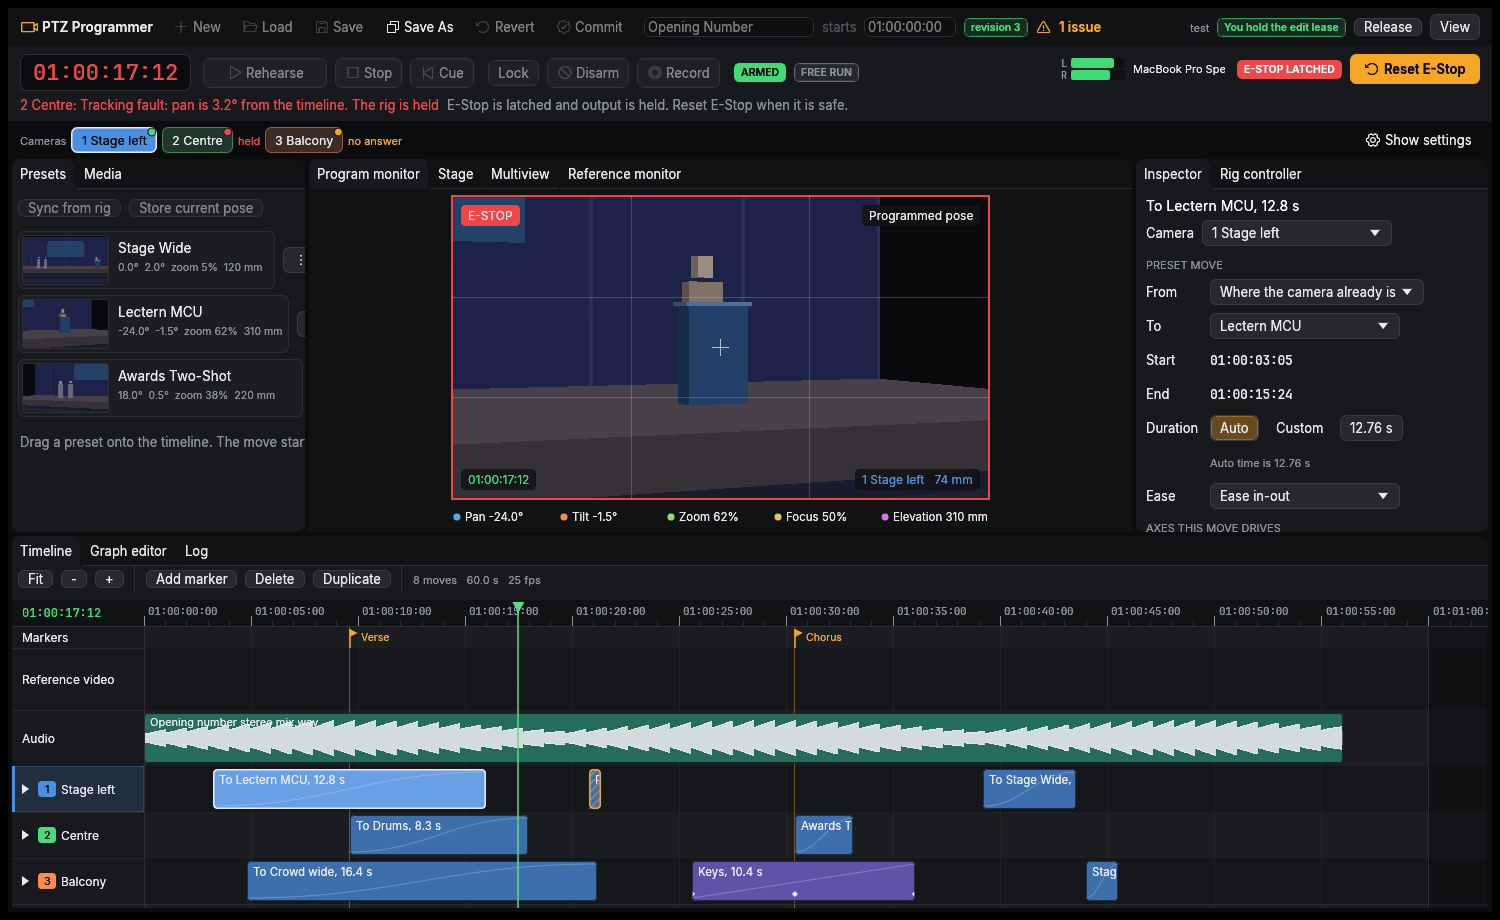 PTZ Programmer New Load Save Save As Revert Commit Opening Number starts 01:00:00:00 revision 3 1 issue test You hold the edit lease Release View
01:00:17:12 Rehearse Stop Cue Lock Disarm Record ARMED FREE RUN L R MacBook Pro Spe E-STOP LATCHED Reset E-Stop
2 Centre: Tracking fault: pan is 3.2° from the timeline. The rig is held E-Stop is latched and output is held. Reset E-Stop when it is safe.
Cameras 1 Stage left 2 Centre held 3 Balcony no answer Show settings
Presets Media
Sync from rig Store current pose
Stage Wide
0.0° 2.0° zoom 5% 120 mm
Lectern MCU
-24.0° -1.5° zoom 62% 310 mm
Awards Two-Shot
18.0° 0.5° zoom 38% 220 mm
Drag a preset onto the timeline. The move star
Program monitor Stage Multiview Reference monitor
E-STOP Programmed pose
01:00:17:12 1 Stage left 74 mm
Pan -24.0° Tilt -1.5° Zoom 62% Focus 50% Elevation 310 mm
Inspector Rig controller
To Lectern MCU, 12.8 s
Camera 1 Stage left
PRESET MOVE
From Where the camera already is
To Lectern MCU
Start 01:00:03:05
End 01:00:15:24
Duration Auto Custom 12.76 s
Auto time is 12.76 s
Ease Ease in-out
AXES THIS MOVE DRIVES
Timeline Graph editor Log
Fit - + Add marker Delete Duplicate 8 moves 60.0 s 25 fps
01:00:17:12 01:00:00:00 01:00:05:00 01:00:10:00 01:00:15:00 01:00:20:00 01:00:25:00 01:00:30:00 01:00:35:00 01:00:40:00 01:00:45:00 01:00:50:00 01:00:55:00 01:01:00:
Markers Verse Chorus
Reference video
Opening number stereo mix.wav
Audio
1 Stage left To Lectern MCU, 12.8 s To Stage Wide,
2 Centre To Drums, 8.3 s Awards T
3 Balcony To Crowd wide, 16.4 s Keys, 10.4 s Stag